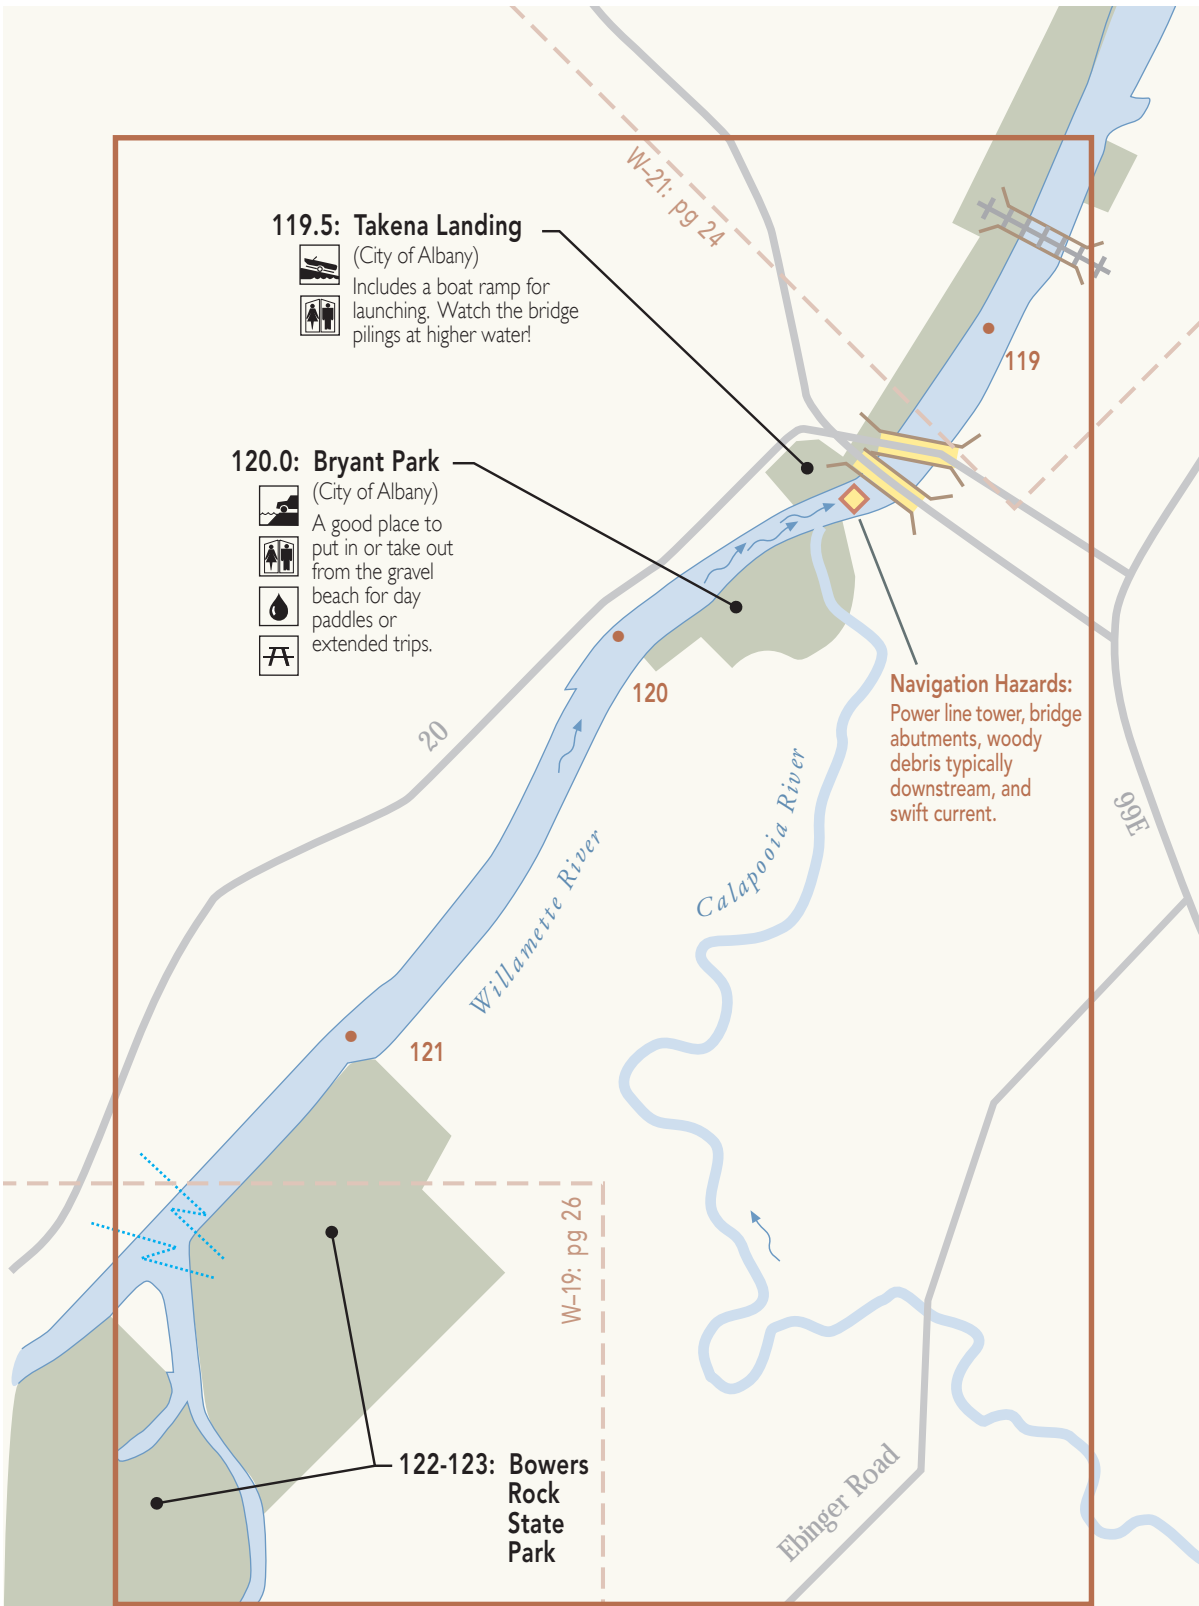 W-21: pg 24
119.5: Takena Landing
(City of Albany)
Includes a boat ramp for
launching. Watch the bridge
pilings at higher water!
119
120.0: Bryant Park
(City of Albany)
A good place to
put in or take out
from the gravel
beach for day
paddles or
extended trips.
120
Navigation Hazards:
Power line tower, bridge
abutments, woody
debris typically
downstream, and
swift current.
20
99E
Calapooia River
Willamette River
121
W-19: pg 26
122-123: Bowers
Rock
State
Park
Ebinger Road